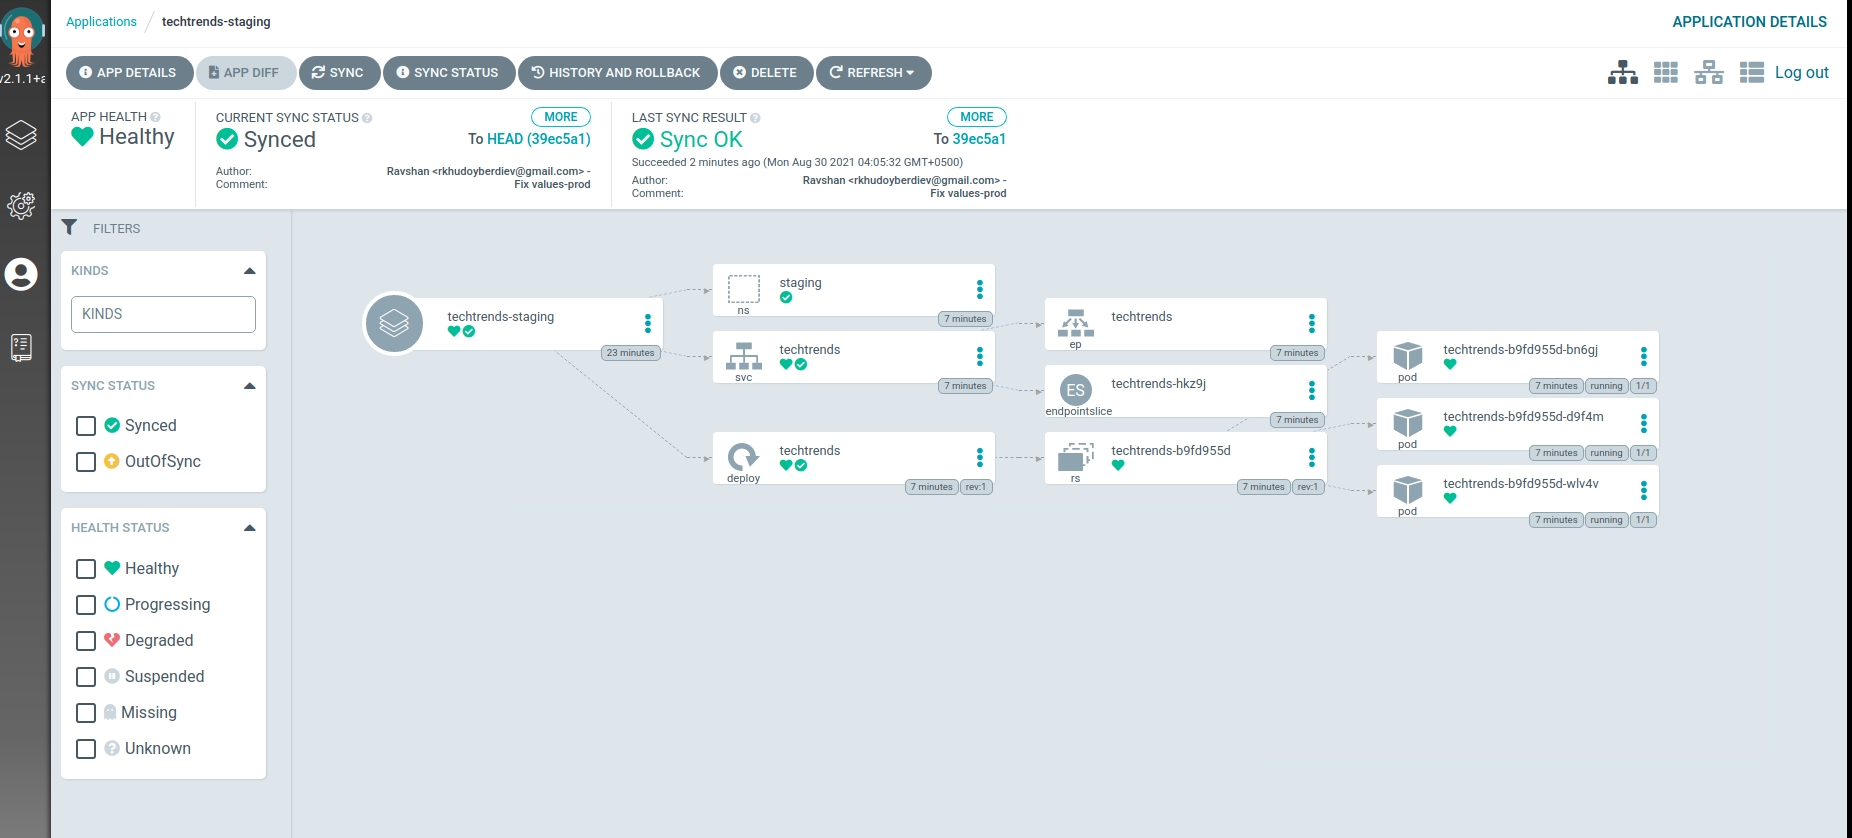 Applications / techtrends-staging
APPLICATION DETAILS
v2.1.1+a
APP DETAILS
APP DIFF
SYNC
SYNC STATUS
HISTORY AND ROLLBACK
DELETE
REFRESH
Log out
APP HEALTH
Healthy
CURRENT SYNC STATUS
MORE
Synced
To HEAD (39ec5a1)
Author: Ravshan <rkhudoyberdiev@gmail.com> -
Comment: Fix values-prod
LAST SYNC RESULT
MORE
Sync OK
To 39ec5a1
Succeeded 2 minutes ago (Mon Aug 30 2021 04:05:32 GMT+0500)
Author: Ravshan <rkhudoyberdiev@gmail.com> -
Comment: Fix values-prod
FILTERS
KINDS
KINDS
SYNC STATUS
Synced
OutOfSync
HEALTH STATUS
Healthy
Progressing
Degraded
Suspended
Missing
Unknown
techtrends-staging
23 minutes
staging
ns
7 minutes
techtrends
svc
7 minutes
techtrends
deploy
7 minutes
rev:1
techtrends
ep
7 minutes
ES
techtrends-hkz9j
endpointslice
7 minutes
techtrends-b9fd955d
rs
7 minutes
rev:1
techtrends-b9fd955d-bn6gj
pod
7 minutes
running
1/1
techtrends-b9fd955d-d9f4m
pod
7 minutes
running
1/1
techtrends-b9fd955d-wlv4v
pod
7 minutes
running
1/1